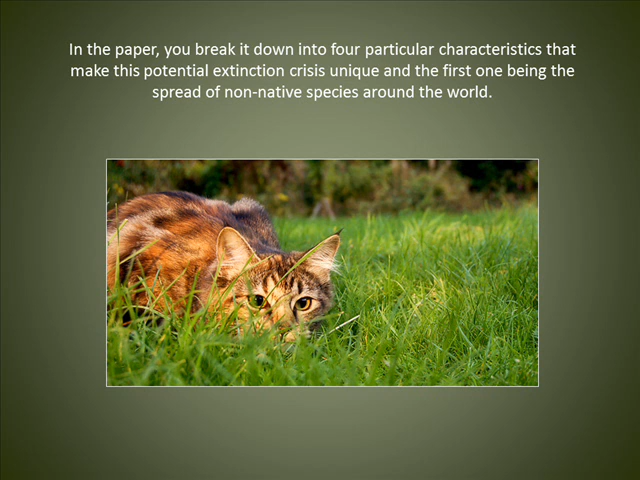 In the paper, you break it down into four particular characteristics that
make this potential extinction crisis unique and the first one being the
spread of non-native species around the world.